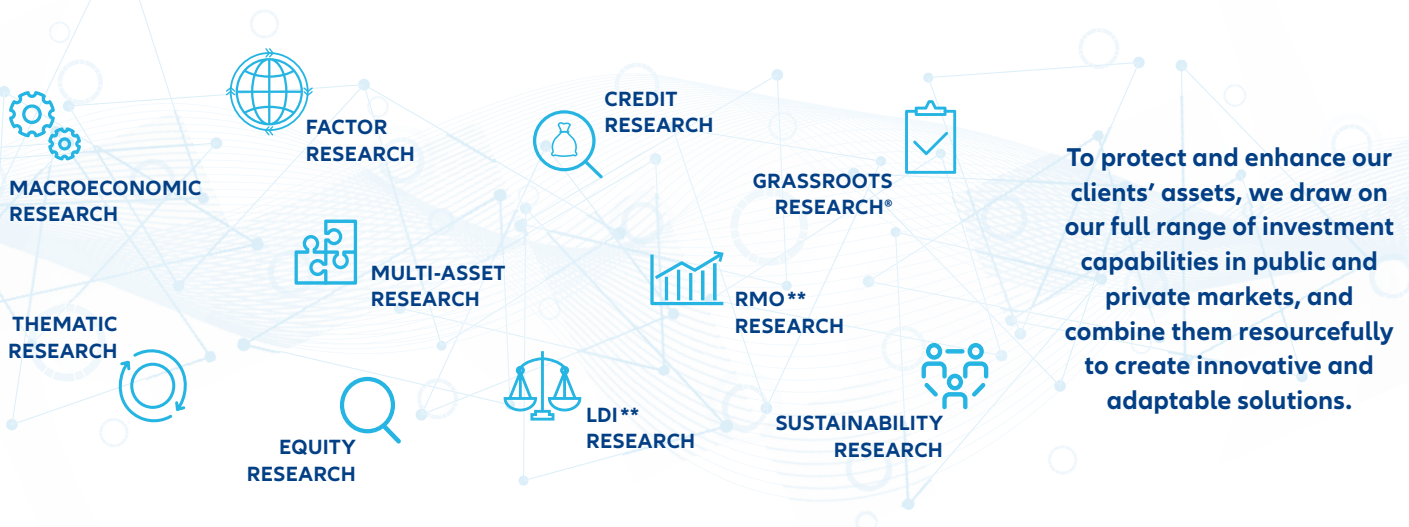 MACROECONOMIC
RESEARCH
FACTOR
RESEARCH
CREDIT
RESEARCH
GRASSROOTS
RESEARCH®
MULTI-ASSET
RESEARCH
RMO**
RESEARCH
THEMATIC
RESEARCH
EQUITY
RESEARCH
LDI**
RESEARCH
SUSTAINABILITY
RESEARCH
To protect and enhance our
clients’ assets, we draw on
our full range of investment
capabilities in public and
private markets, and
combine them resourcefully
to create innovative and
adaptable solutions.